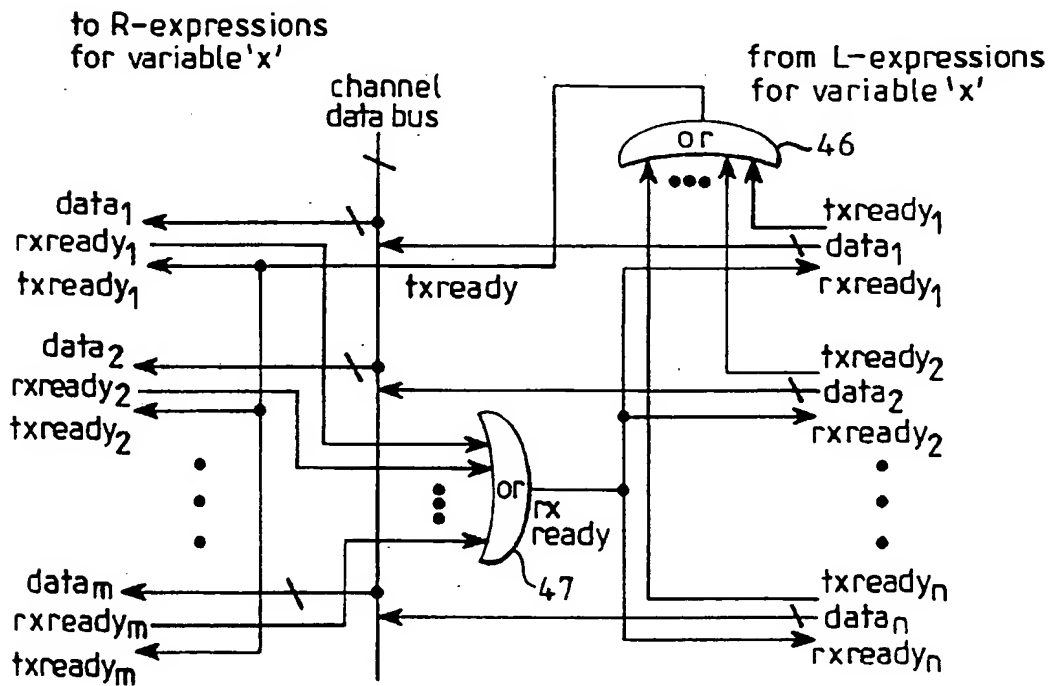 to R-expressions
for variable 'x'
channel
data bus
from L-expressions
for variable 'x'
or
46
data1
rxready1
txready1
txready
txready1
data1
rxready1
data2
rxready2
txready2
txready2
data2
rxready2
or
rx
ready
47
datam
rxreadym
txreadym
txreadyn
datan
rxreadyn